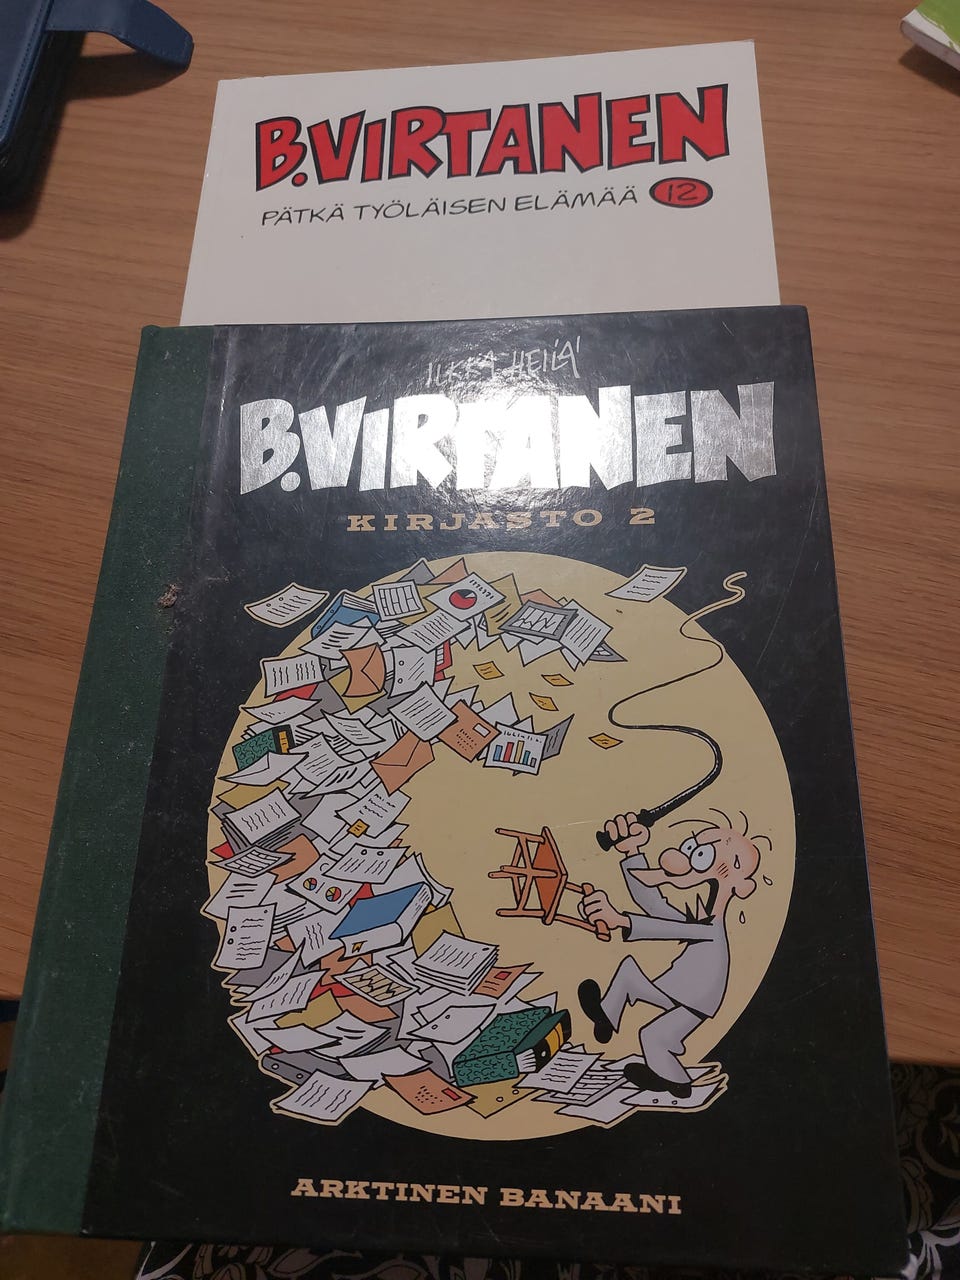 B.VIRTANEN
PÄTKÄ TYÖLÄISEN ELÄMÄÄ 12
ILKKA HEILÄ
B.VIRTANEN
KIRJASTO 2
ARKTINEN BANAANI